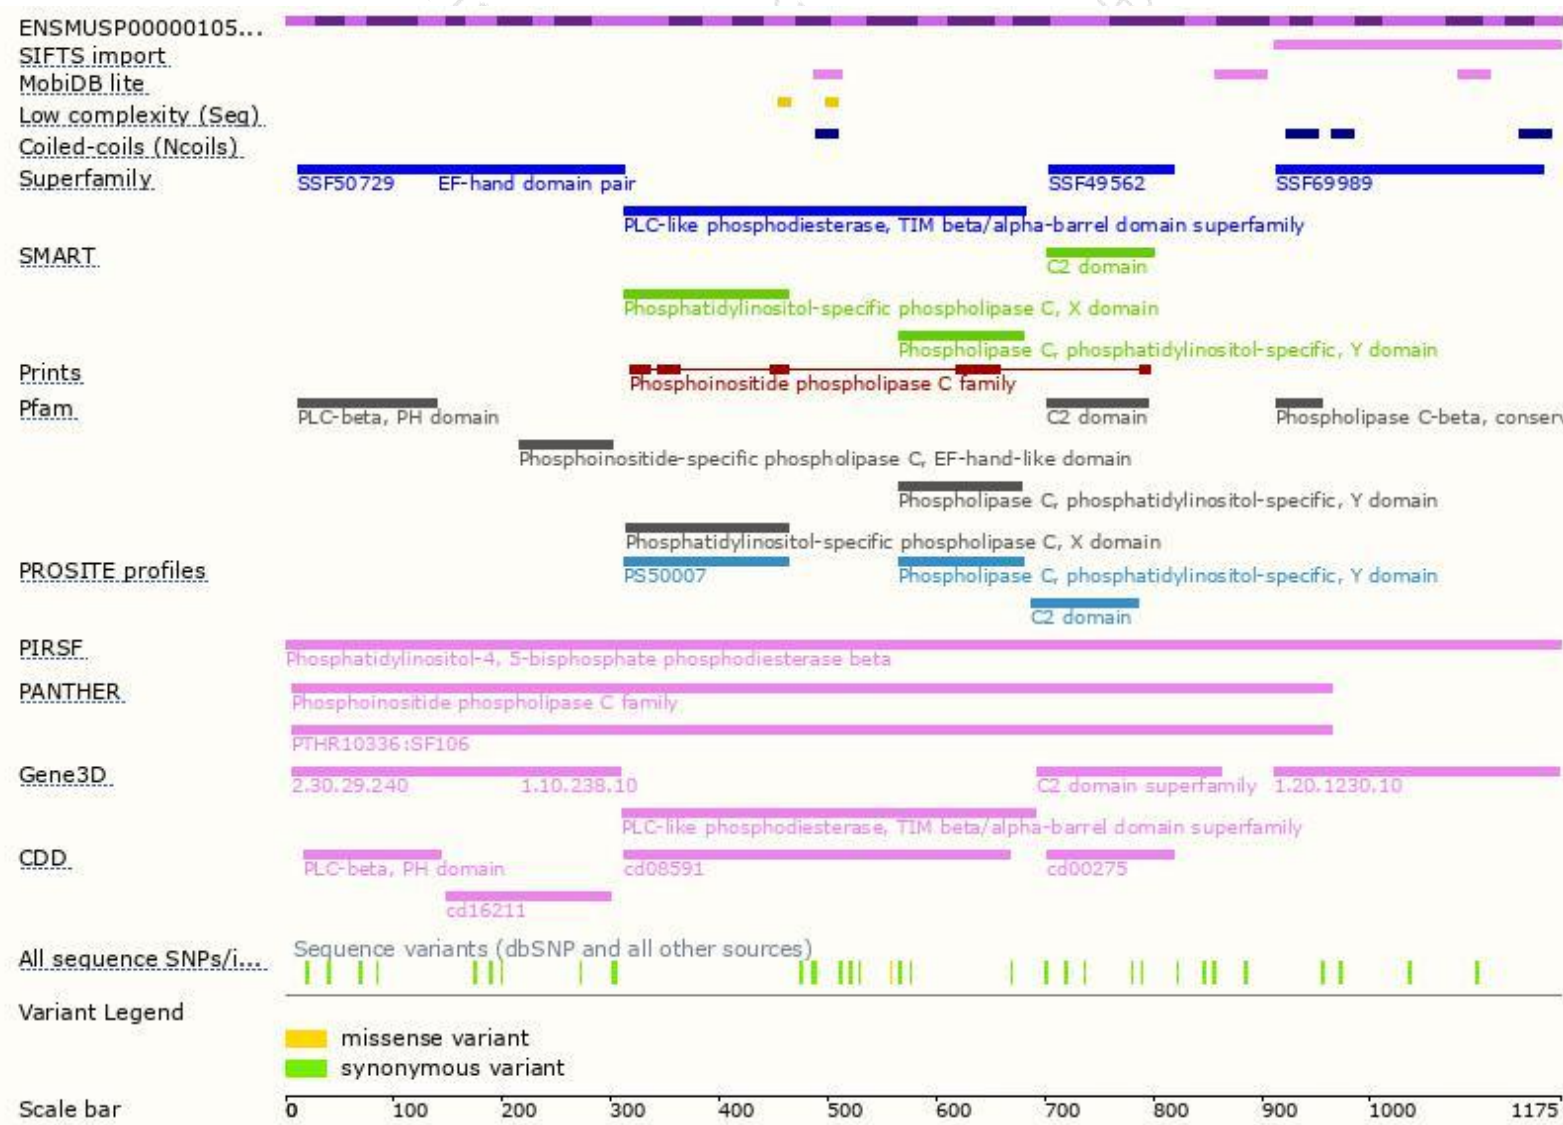 ENSMUSP00000105...
SIFTS import
MobiDB lite
Low complexity (Seg)
Coiled-coils (Ncoils)
Superfamily
SSF50729 EF-hand domain pair SSF49562 SSF69989
PLC-like phosphodiesterase, TIM beta/alpha-barrel domain superfamily
SMART
C2 domain
Phosphatidylinositol-specific phospholipase C, X domain
Phospholipase C, phosphatidylinositol-specific, Y domain
Prints
Phosphoinositide phospholipase C family
Pfam
PLC-beta, PH domain C2 domain Phospholipase C-beta, conserv
Phosphoinositide-specific phospholipase C, EF-hand-like domain
Phospholipase C, phosphatidylinositol-specific, Y domain
Phosphatidylinositol-specific phospholipase C, X domain
PROSITE profiles
PS50007 Phospholipase C, phosphatidylinositol-specific, Y domain
C2 domain
PIRSF
Phosphatidylinositol-4, 5-bisphosphate phosphodiesterase beta
PANTHER
Phosphoinositide phospholipase C family
PTHR10336:SF106
Gene3D
2.30.29.240 1.10.238.10 C2 domain superfamily 1.20.1230.10
PLC-like phosphodiesterase, TIM beta/alpha-barrel domain superfamily
CDD
PLC-beta, PH domain cd08591 cd00275
cd16211
Sequence variants (dbSNP and all other sources)
All sequence SNPs/i...
Variant Legend
missense variant
synonymous variant
Scale bar 0 100 200 300 400 500 600 700 800 900 1000 1175